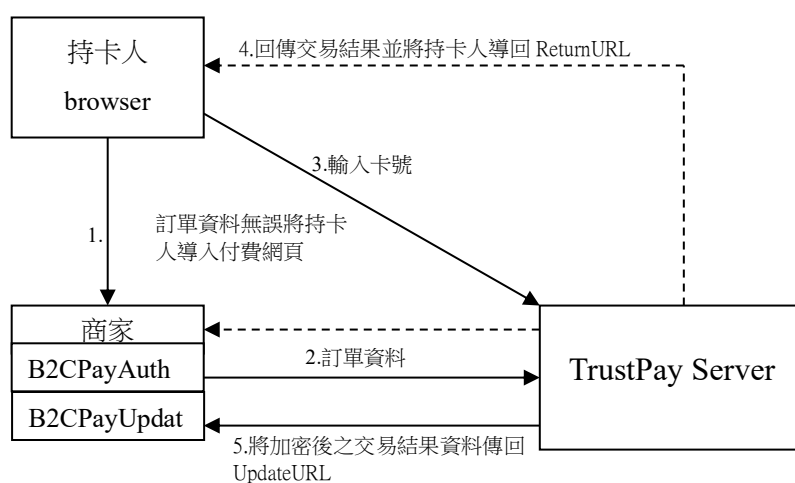 持卡人
browser
4.回傳交易結果並將持卡人導回 ReturnURL
3.輸入卡號
1.
訂單資料無誤將持卡
人導入付費網頁
商家
B2CPayAuth
B2CPayUpdat
2.訂單資料
TrustPay Server
5.將加密後之交易結果資料傳回
UpdateURL